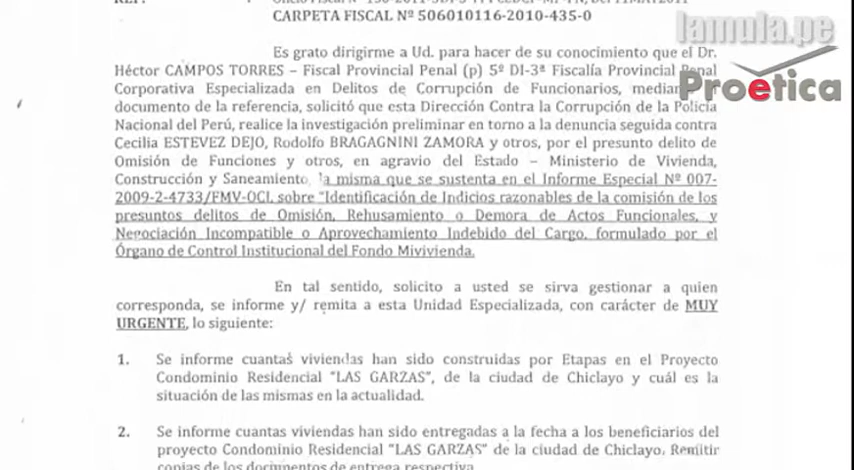 lamula.pe
Proetica
CARPETA FISCAL Nº 506010116-2010-435-0
Es grato dirigirme a Ud. para hacer de su conocimiento que el Dr.
Héctor CAMPOS TORRES – Fiscal Provincial Penal (p) 5º DI-3ª Fiscalía Provincial Penal
Corporativa Especializada en Delitos de Corrupción de Funcionarios,
documento de la referencia, solicitó que esta Dirección Contra la Corrupción de la Policía
Nacional del Perú, realice la investigación preliminar en torno a la denuncia seguida contra
Cecilia ESTEVEZ DEJO, Rodolfo BRAGAGNINI ZAMORA y otros, por el presunto delito de
Omisión de Funciones y otros, en agravio del Estado – Ministerio de Vivienda,
Construcción y Saneamiento, la misma que se sustenta en el Informe Especial Nº 007-
2009-2-4733/FMV-OCI, sobre "Identificación de Indicios razonables de la comisión de los
presuntos delitos de Omisión, Rehusamiento o Demora de Actos Funcionales, y
Negociación Incompatible o Aprovechamiento Indebido del Cargo, formulado por el
Órgano de Control Institucional del Fondo Mivivienda.
En tal sentido, solicito a usted se sirva gestionar a quien
corresponda, se informe y/ remita a esta Unidad Especializada, con carácter de MUY
URGENTE, lo siguiente:
1. Se informe cuantas viviendas han sido construidas por Etapas en el Proyecto
Condominio Residencial "LAS GARZAS", de la ciudad de Chiclayo y cuál es la
situación de las mismas en la actualidad.
2. Se informe cuantas viviendas han sido entregadas a la fecha a los beneficiarios del
proyecto Condominio Residencial "LAS GARZAS" de la ciudad de Chiclayo. Remitir
copias de los documentos de entrega respectiva